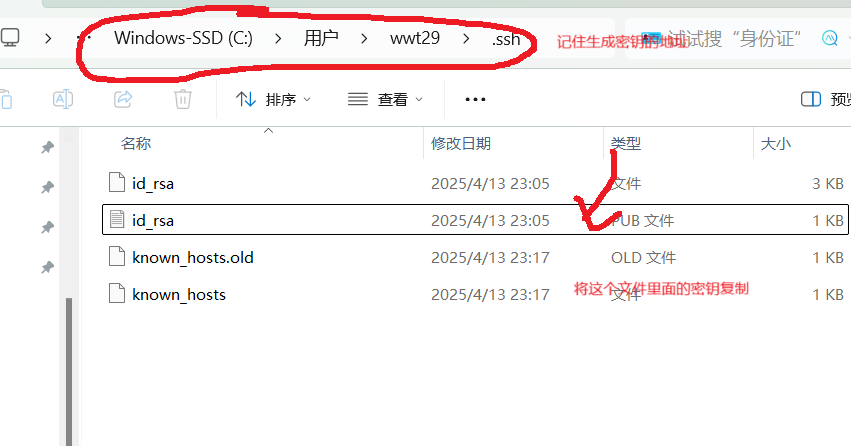 Windows-SSD (C:) > 用户 > wwt29 > .ssh 记住生成密钥的地址 试试搜“身份证”
排序 查看 ••• 预览
名称 修改日期 类型 大小
id_rsa 2025/4/13 23:05 文件 3 KB
id_rsa 2025/4/13 23:05 PUB 文件 1 KB
known_hosts.old 2025/4/13 23:17 OLD 文件 1 KB
known_hosts 2025/4/13 23:17 文件 1 KB
将这个文件里面的密钥复制